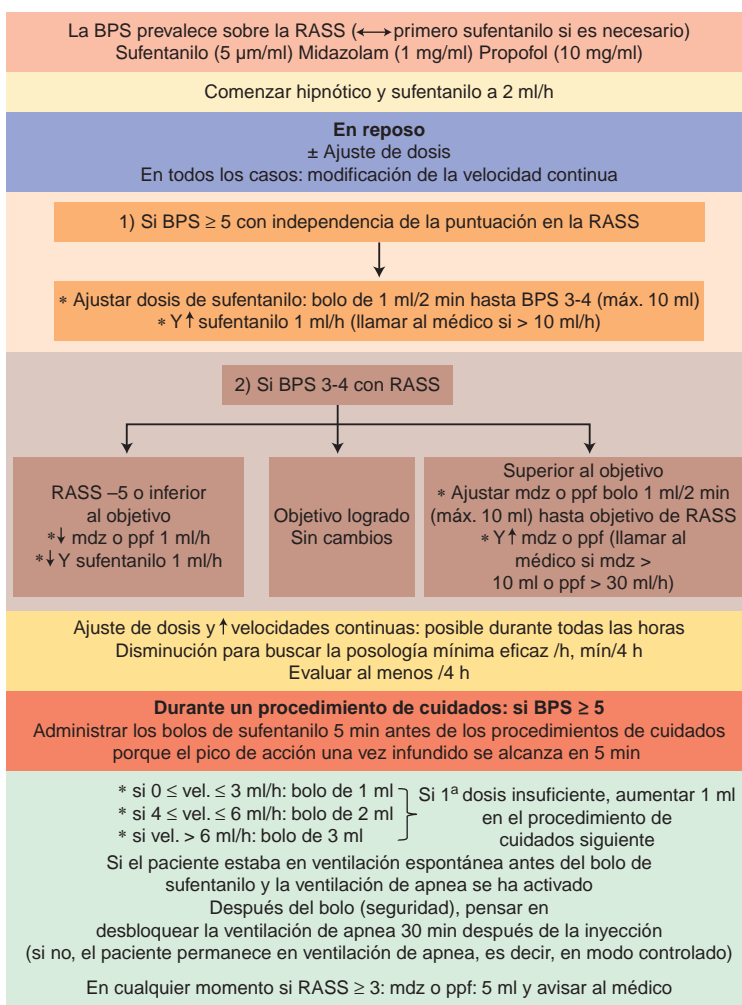 La BPS prevalece sobre la RASS (↔primero sufentanilo si es necesario)
Sufentanilo (5 μm/ml) Midazolam (1 mg/ml) Propofol (10 mg/ml)
Comenzar hipnótico y sufentanilo a 2 ml/h
En reposo
± Ajuste de dosis
En todos los casos: modificación de la velocidad continua
1) Si BPS ≥ 5 con independencia de la puntuación en la RASS
* Ajustar dosis de sufentanilo: bolo de 1 ml/2 min hasta BPS 3-4 (máx. 10 ml)
* Y↑ sufentanilo 1 ml/h (llamar al médico si > 10 ml/h)
2) Si BPS 3-4 con RASS
RASS –5 o inferior
al objetivo
*↓ mdz o ppf 1 ml/h
*↓Y sufentanilo 1 ml/h
Objetivo logrado
Sin cambios
Superior al objetivo
* Ajustar mdz o ppf bolo 1 ml/2 min
(máx. 10 ml) hasta objetivo de RASS
* Y↑ mdz o ppf (llamar al
médico si mdz >
10 ml o ppf > 30 ml/h)
Ajuste de dosis y ↑velocidades continuas: posible durante todas las horas
Disminución para buscar la posología mínima eficaz /h, mín/4 h
Evaluar al menos /4 h
Durante un procedimiento de cuidados: si BPS ≥ 5
Administrar los bolos de sufentanilo 5 min antes de los procedimientos de cuidados
porque el pico de acción una vez infundido se alcanza en 5 min
* si 0 ≤ vel. ≤ 3 ml/h: bolo de 1 ml
* si 4 ≤ vel. ≤ 6 ml/h: bolo de 2 ml
* si vel. > 6 ml/h: bolo de 3 ml
Si 1ª dosis insuficiente, aumentar 1 ml
en el procedimiento de
cuidados siguiente
Si el paciente estaba en ventilación espontánea antes del bolo de
sufentanilo y la ventilación de apnea se ha activado
Después del bolo (seguridad), pensar en
desbloquear la ventilación de apnea 30 min después de la inyección
(si no, el paciente permanece en ventilación de apnea, es decir, en modo controlado)
En cualquier momento si RASS ≥ 3: mdz o ppf: 5 ml y avisar al médico